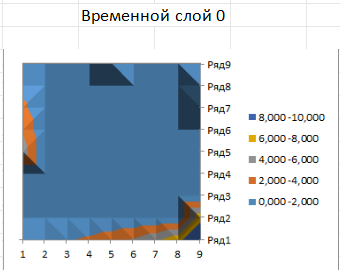 Временной слой 0
Ряд9
Ряд8
Ряд7
Ряд6
Ряд5
Ряд4
Ряд3
Ряд2
Ряд1
1 2 3 4 5 6 7 8 9
8,000-10,000
6,000-8,000
4,000-6,000
2,000-4,000
0,000-2,000